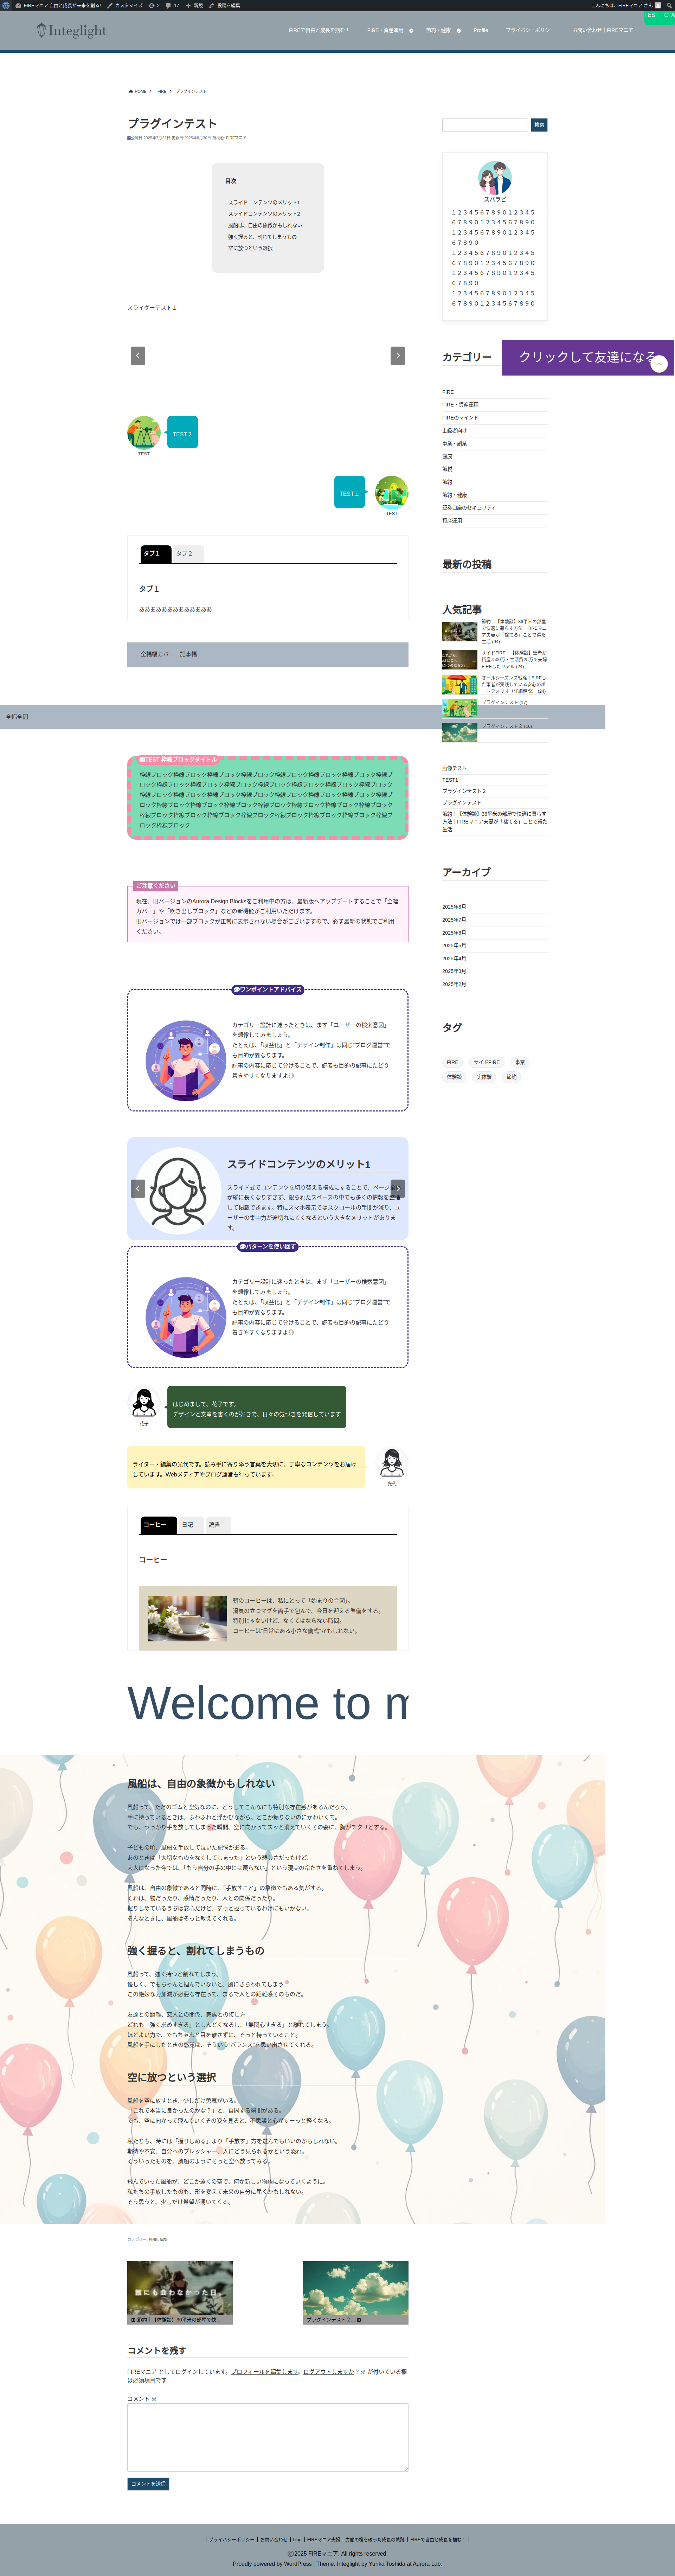 FIREマニア 自由と成長が未来を創る! カスタマイズ 2 17 新規 投稿を編集 こんにちは、FIREマニア さん
TEST CTA
Integlight
FIREで自由と成長を掴む！ FIRE・資産運用 節約・健康 Profile プライバシーポリシー お問い合わせ：FIREマニア
HOME FIRE プラグインテスト
プラグインテスト
公開日:2025年7月22日 更新日:2025年8月30日 投稿者: FIREマニア
目次
スライドコンテンツのメリット1
スライドコンテンツのメリット2
風船は、自由の象徴かもしれない
強く握ると、割れてしまうもの
空に放つという選択
スライダーテスト１
TEST２
TEST
TEST１
TEST
タブ１ タブ２
タブ１
あああああああああああああ
全幅幅カバー　記事幅
全幅全開
TEST 枠線ブロックタイトル
枠線ブロック枠線ブロック枠線ブロック枠線ブロック枠線ブロック枠線ブロック枠線ブロック枠線ブ
ロック枠線ブロック枠線ブロック枠線ブロック枠線ブロック枠線ブロック枠線ブロック枠線ブロック
枠線ブロック枠線ブロック枠線ブロック枠線ブロック枠線ブロック枠線ブロック枠線ブロック枠線ブ
ロック枠線ブロック枠線ブロック枠線ブロック枠線ブロック枠線ブロック枠線ブロック枠線ブロック
枠線ブロック枠線ブロック枠線ブロック枠線ブロック枠線ブロック枠線ブロック枠線ブロック枠線ブ
ロック枠線ブロック
ご注意ください
現在、旧バージョンのAurora Design Blocksをご利用中の方は、最新版へアップデートすることで「全幅
カバー」や「吹き出しブロック」などの新機能がご利用いただけます。
旧バージョンでは一部ブロックが正常に表示されない場合がございますので、必ず最新の状態でご利用
ください。
ワンポイントアドバイス
カテゴリー設計に迷ったときは、まず「ユーザーの検索意図」
を想像してみましょう。
たとえば、「収益化」と「デザイン制作」は同じ“ブログ運営”で
も目的が異なります。
記事の内容に応じて分けることで、読者も目的の記事にたどり
着きやすくなりますよ◎
スライドコンテンツのメリット1
スライド式でコンテンツを切り替える構成にすることで、ページ全体
が縦に長くなりすぎず、限られたスペースの中でも多くの情報を整理
して掲載できます。特にスマホ表示ではスクロールの手間が減り、ユ
ーザーの集中力が途切れにくくなるという大きなメリットがありま
す。
パターンを使い回す
カテゴリー設計に迷ったときは、まず「ユーザーの検索意図」
を想像してみましょう。
たとえば、「収益化」と「デザイン制作」は同じ“ブログ運営”で
も目的が異なります。
記事の内容に応じて分けることで、読者も目的の記事にたどり
着きやすくなりますよ◎
はじめまして、花子です。
デザインと文章を書くのが好きで、日々の気づきを発信しています
花子
ライター・編集の光代です。読み手に寄り添う言葉を大切に、丁寧なコンテンツをお届け
しています。Webメディアやブログ運営も行っています。
光代
コーヒー 日記 読書
コーヒー
朝のコーヒーは、私にとって「始まりの合図」。
湯気の立つマグを両手で包んで、今日を迎える準備をする。
特別じゃないけど、なくてはならない時間。
コーヒーは“日常にある小さな儀式”かもしれない。
Welcome to m
風船は、自由の象徴かもしれない
風船って、ただのゴムと空気なのに、どうしてこんなにも特別な存在感があるんだろう。
手に持っているときは、ふわふわと浮かびながら、どこか頼りないのにかわいくて。
でも、うっかり手を放してしまった瞬間、空に向かってスッと消えていくその姿に、胸がチクリとする。
子どもの頃、風船を手放して泣いた記憶がある。
あのときは「大切なものをなくしてしまった」という悲しさだったけど、
大人になった今では、「もう自分の手の中には戻らない」という現実の冷たさを重ねてしまう。
風船は、自由の象徴であると同時に、「手放すこと」の象徴でもある気がする。
それは、物だったり、感情だったり、人との関係だったり。
握りしめているうちは安心だけど、ずっと握っているわけにもいかない。
そんなときに、風船はそっと教えてくれる。
強く握ると、割れてしまうもの
風船って、強く持つと割れてしまう。
優しく、でもちゃんと掴んでいないと、風にさらわれてしまう。
この絶妙な力加減が必要な存在って、まるで人との距離感そのものだ。
友達との距離、恋人との関係、家族との接し方――
どれも「強く求めすぎる」としんどくなるし、「無関心すぎる」と離れてしまう。
ほどよい力で、でもちゃんと目を離さずに、そっと持っていること。
風船を手にしたときの感覚は、そういう“バランス”を思い出させてくれる。
空に放つという選択
風船を空に放すとき、少しだけ勇気がいる。
「これで本当に良かったのかな？」と、自問する瞬間がある。
でも、空に向かって飛んでいくその姿を見ると、不思議と心がすーっと軽くなる。
私たちも、時には「握りしめる」より「手放す」方を選んでもいいのかもしれない。
期待や不安、自分へのプレッシャー、人にどう見られるかという恐れ。
そういったものを、風船のようにそっと空へ放ってみる。
飛んでいった風船が、どこか遠くの空で、何か新しい物語になっていくように。
私たちの手放したものも、形を変えて未来の自分に届くかもしれない。
そう思うと、少しだけ希望が湧いてくる。
カテゴリー: FIRE, 編集
誰にも会わなかった日
節約｜【体験談】36平米の部屋で快...
プラグインテスト２...
コメントを残す
FIREマニア としてログインしています。プロフィールを編集します。ログアウトしますか？※ が付いている欄
は必須項目です
コメント ※
コメントを送信
検索
スパラビ
１２３４５６７８９０１２３４５
６７８９０１２３４５６７８９０
１２３４５６７８９０１２３４５
６７８９０
１２３４５６７８９０１２３４５
６７８９０１２３４５６７８９０
１２３４５６７８９０１２３４５
６７８９０
１２３４５６７８９０１２３４５
６７８９０１２３４５６７８９０
カテゴリー
クリックして友達になる
FIRE
FIRE・資産運用
FIREのマインド
上級者向け
事業・副業
健康
節税
節約
節約・健康
証券口座のセキュリティ
資産運用
最新の投稿
人気記事
節約｜【体験談】36平米の部屋
で快適に暮らす方法｜FIREマニ
ア夫妻が「捨てる」ことで得た
生活 (94)
サイドFIRE｜【体験談】筆者が
資産7500万・生活費25万で夫婦
FIREしたリアル (24)
オールシーズンズ戦略｜FIREし
た筆者が実践している安心のポ
ートフォリオ（詳細解説） (24)
プラグインテスト (17)
プラグインテスト２ (16)
画像テスト
TEST1
プラグインテスト２
プラグインテスト
節約｜【体験談】36平米の部屋で快適に暮らす
方法｜FIREマニア夫妻が「捨てる」ことで得た
生活
アーカイブ
2025年8月
2025年7月
2025年6月
2025年5月
2025年4月
2025年3月
2025年2月
タグ
FIRE サイドFIRE 事業
体験談 実体験 節約
プライバシーポリシー お問い合わせ blog FIREマニア夫婦 – 労働の檻を破った成長の軌跡 FIREで自由と成長を掴む！
Ⓒ2025 FIREマニア. All rights reserved.
Proudly powered by WordPress | Theme: Integlight by Yurika Toshida at Aurora Lab.